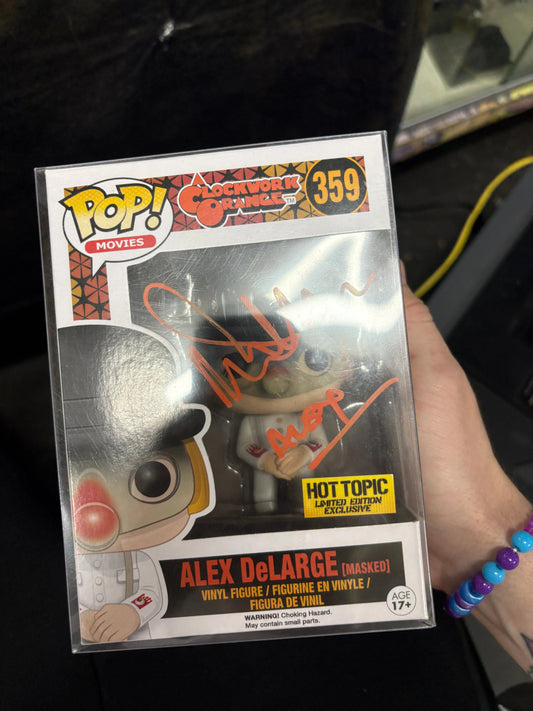 POP!
MOVIES
A CLOCKWORK
ORANGE™
359
HOT TOPIC
LIMITED EDITION
EXCLUSIVE
ALEX DeLARGE [MASKED]
VINYL FIGURE / FIGURINE EN VINYLE /
FIGURA DE VINIL
WARNING! Choking Hazard.
May contain small parts.
AGE
17+